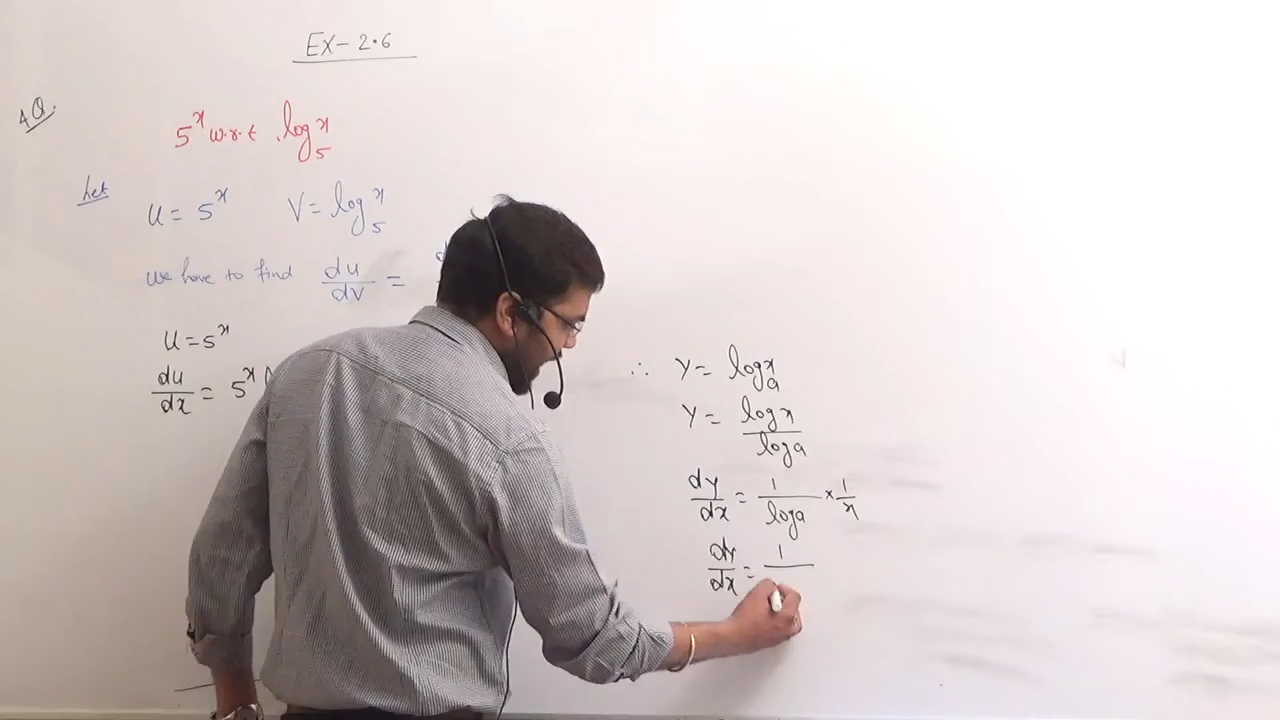 EX-2.6
4Q.
5^x w.r.t log_5 x
Let
u = 5^x V = log_5 x
we have to find du/dv =
u = 5^x
du/dx = 5^x
∴ y = log_a x
y = log x / log a
dy/dx = 1/log a × 1/x
dy/dx = 1/